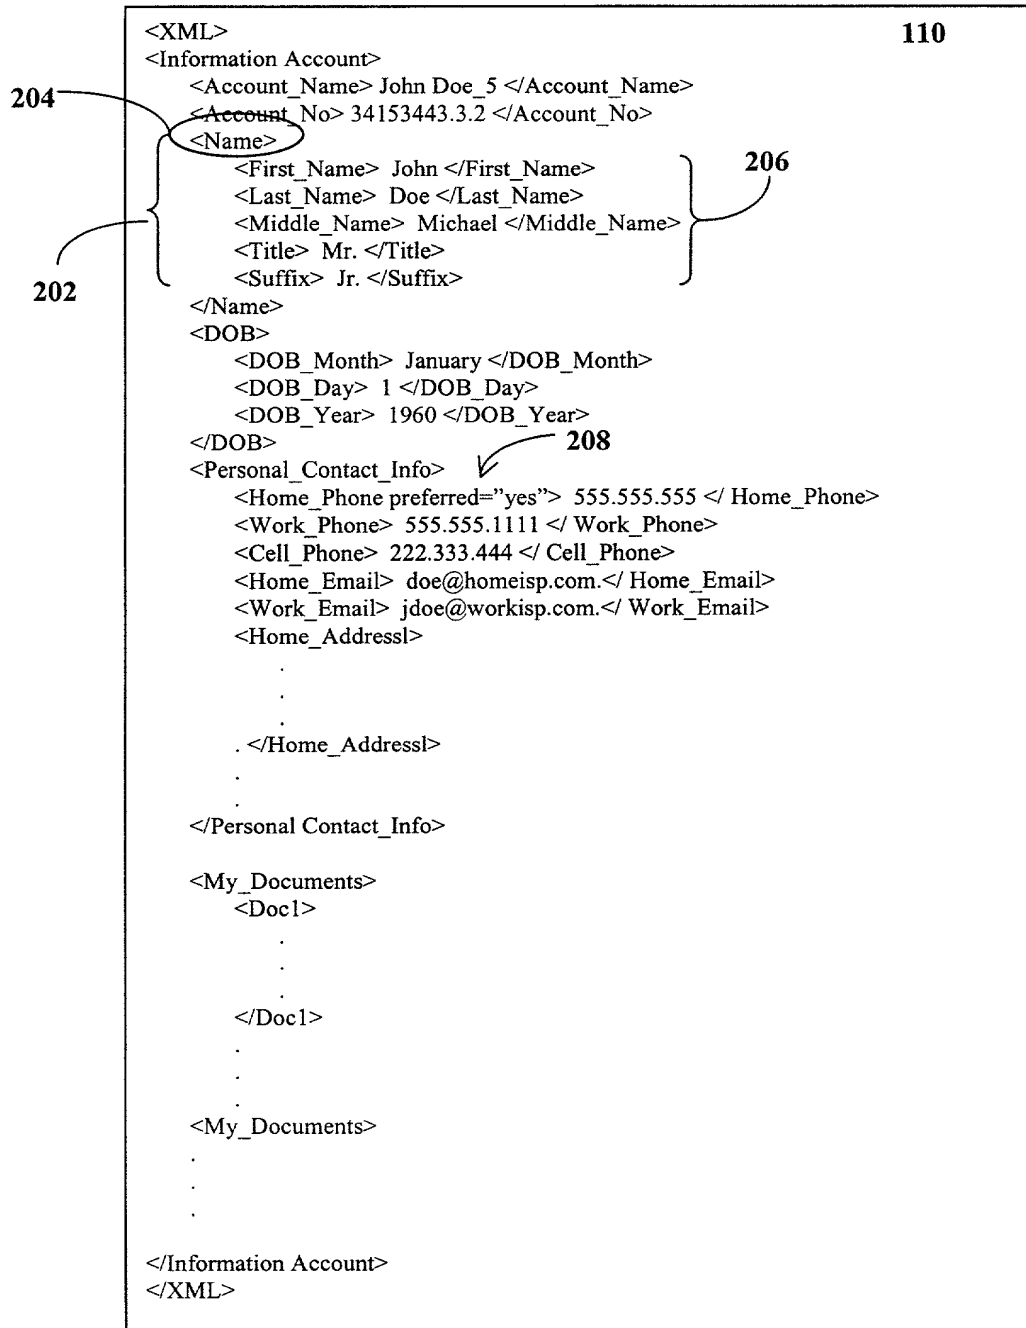 <XML> 110
<Information Account>
<Account_Name> John Doe_5 </Account_Name>
204
<Account_No> 34153443.3.2 </Account_No>
<Name>
<First_Name> John </First_Name> 206
<Last_Name> Doe </Last_Name>
<Middle_Name> Michael </Middle_Name>
<Title> Mr. </Title>
202 <Suffix> Jr. </Suffix>
</Name>
<DOB>
<DOB_Month> January </DOB_Month>
<DOB_Day> 1 </DOB_Day>
<DOB_Year> 1960 </DOB_Year>
</DOB> 208
<Personal_Contact_Info>
<Home_Phone preferred=”yes”> 555.555.555 </ Home_Phone>
<Work_Phone> 555.555.1111 </ Work_Phone>
<Cell_Phone> 222.333.444 </ Cell_Phone>
<Home_Email> doe@homeisp.com.</ Home_Email>
<Work_Email> jdoe@workisp.com.</ Work_Email>
<Home_Addressl>
.
.
.
. </Home_Addressl>
.
.
</Personal Contact_Info>
<My_Documents>
<Doc1>
.
.
.
</Doc1>
.
.
.
<My_Documents>
.
.
.
</Information Account>
</XML>